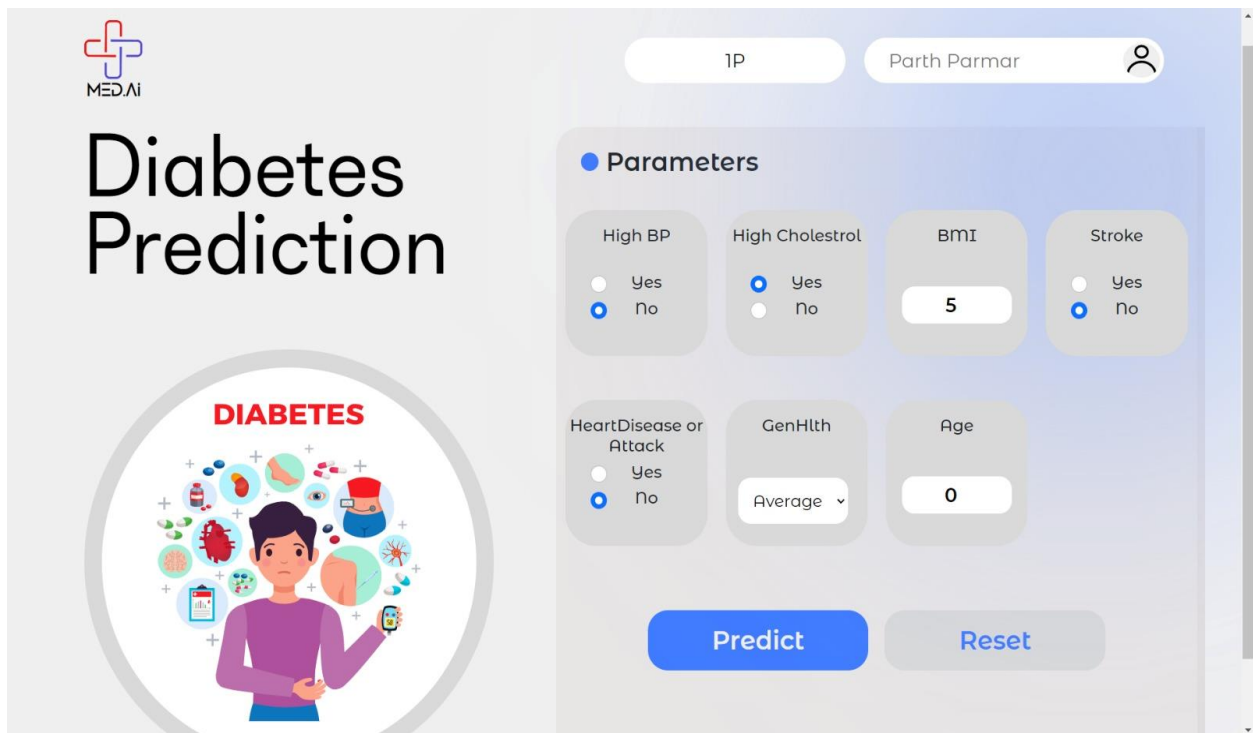 MED.Ai
1P
Parth Parmar
Diabetes
Prediction
DIABETES
Parameters
High BP
Yes
No
High Cholestrol
Yes
No
BMI
5
Stroke
Yes
No
HeartDisease or
Attack
Yes
No
GenHlth
Average
Age
0
Predict
Reset